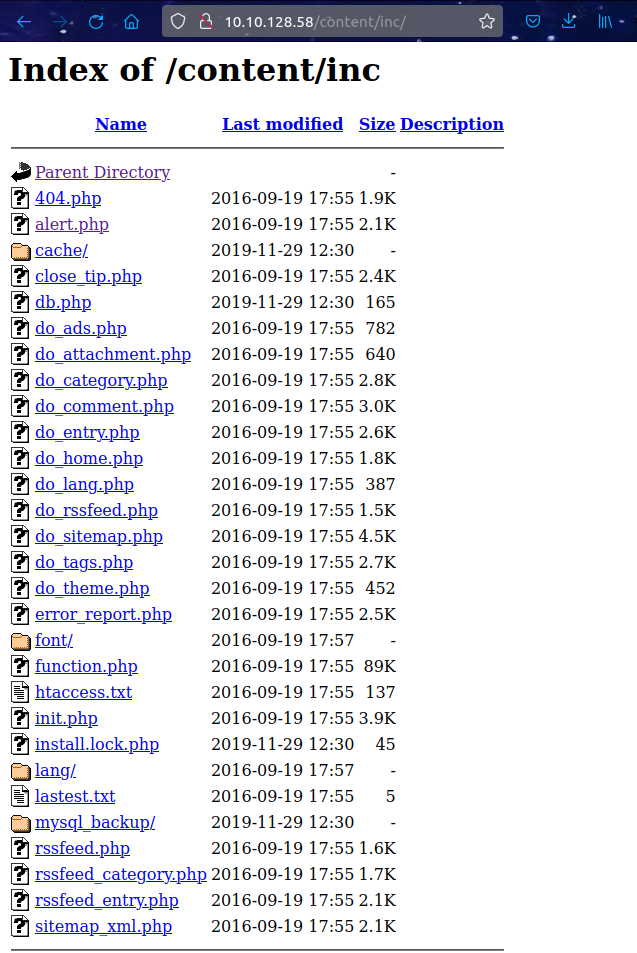 10.10.128.58/content/inc/
Index of /content/inc
Name Last modified Size Description
Parent Directory -
404.php 2016-09-19 17:55 1.9K
alert.php 2016-09-19 17:55 2.1K
cache/ 2019-11-29 12:30 -
close_tip.php 2016-09-19 17:55 2.4K
db.php 2019-11-29 12:30 165
do_ads.php 2016-09-19 17:55 782
do_attachment.php 2016-09-19 17:55 640
do_category.php 2016-09-19 17:55 2.8K
do_comment.php 2016-09-19 17:55 3.0K
do_entry.php 2016-09-19 17:55 2.6K
do_home.php 2016-09-19 17:55 1.8K
do_lang.php 2016-09-19 17:55 387
do_rssfeed.php 2016-09-19 17:55 1.5K
do_sitemap.php 2016-09-19 17:55 4.5K
do_tags.php 2016-09-19 17:55 2.7K
do_theme.php 2016-09-19 17:55 452
error_report.php 2016-09-19 17:55 2.5K
font/ 2016-09-19 17:57 -
function.php 2016-09-19 17:55 89K
htaccess.txt 2016-09-19 17:55 137
init.php 2016-09-19 17:55 3.9K
install.lock.php 2019-11-29 12:30 45
lang/ 2016-09-19 17:57 -
lastest.txt 2016-09-19 17:55 5
mysql_backup/ 2019-11-29 12:30 -
rssfeed.php 2016-09-19 17:55 1.6K
rssfeed_category.php 2016-09-19 17:55 1.7K
rssfeed_entry.php 2016-09-19 17:55 2.1K
sitemap_xml.php 2016-09-19 17:55 2.1K